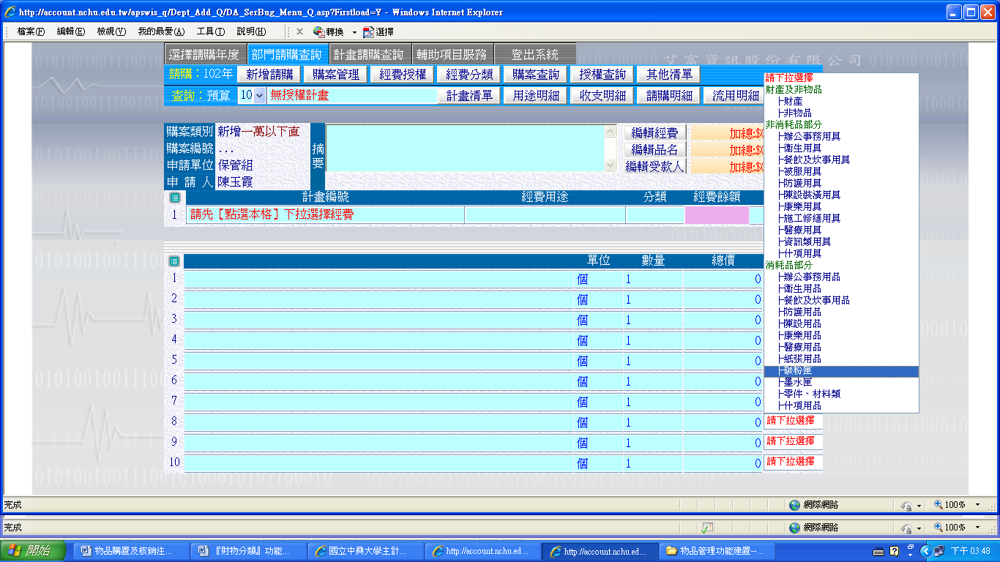 http://account.nchu.edu.tw/apswis_q/Dept_Add_Q/DA_SerBug_Menu_Q.asp?Firstload=Y - Windows Internet Explorer
檔案(F) 編輯(E) 檢視(V) 我的最愛(A) 工具(T) 說明(H) x 轉換 選擇
選擇請購年度 部門請購查詢 計畫請購查詢 輔助項目服務 登出系統
艾富資訊股份有限公司
請購：102年 新增請購 購案管理 經費授權 經費分類 購案查詢 授權查詢 其他清單
查詢：預算 10 無授權計畫 計畫清單 用途明細 收支明細 請購明細 流用明細
購案類別 新增一萬以下直
購案編號 ...
申請單位 保管組
申 請 人 陳玉霞
摘要
編輯經費 加總:$0
編輯品名 加總:$0
編輯受款人 加總:$0
計畫編號 經費用途 分類 經費餘額
1 請先【點選本格】下拉選擇經費
單位 數量 總價
1 個 1 0
2 個 1 0
3 個 1 0
4 個 1 0
5 個 1 0
6 個 1 0
7 個 1 0
8 個 1 0 請下拉選擇
9 個 1 0 請下拉選擇
10 個 1 0 請下拉選擇
請下拉選擇
財產及非物品
├財產
├非物品
非消耗品部分
├辦公事務用具
├衛生用具
├餐飲及炊事用具
├被服用具
├防護用具
├陳設裝潢用具
├康樂用具
├施工修繕用具
├醫療用具
├資訊類用具
├什項用具
消耗品部分
├辦公事務用品
├衛生用品
├餐飲及炊事用品
├防護用品
├陳設用品
├康樂用品
├醫療用品
├紙張用品
├碳粉匣
├墨水匣
├零件、材料類
├什項用品
完成 網際網路 100%
完成 網際網路 100%
開始 物品購置及核銷注... 『財物分類』功能... 國立中興大學主計... http://account.nchu.ed... http://account.nchu.ed... 物品管理功能建置--... 下午 03:48